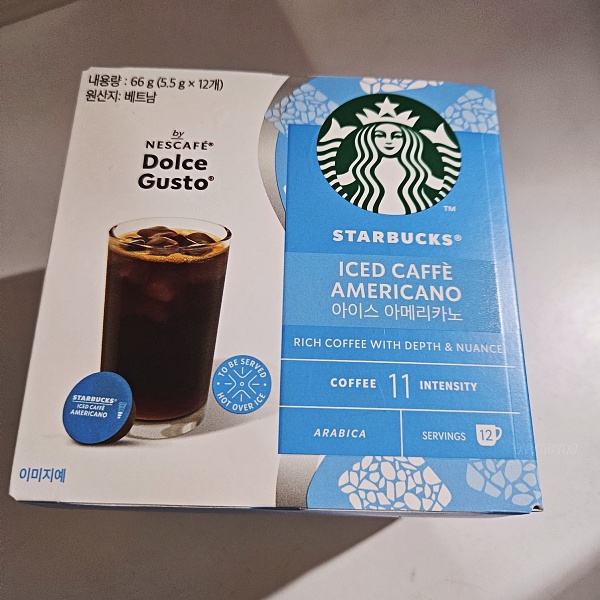 내용량 : 66 g (5.5 g × 12개)
원산지: 베트남
by
NESCAFÉ®
Dolce
Gusto®
TM
STARBUCKS®
ICED CAFFÈ
AMERICANO
아이스 아메리카노
RICH COFFEE WITH DEPTH & NUANCE
COFFEE 11 INTENSITY
ARABICA
SERVINGS 12
TO BE SERVED
HOT OVER ICE
STARBUCKS
ICED CAFFÈ
AMERICANO
이미지예